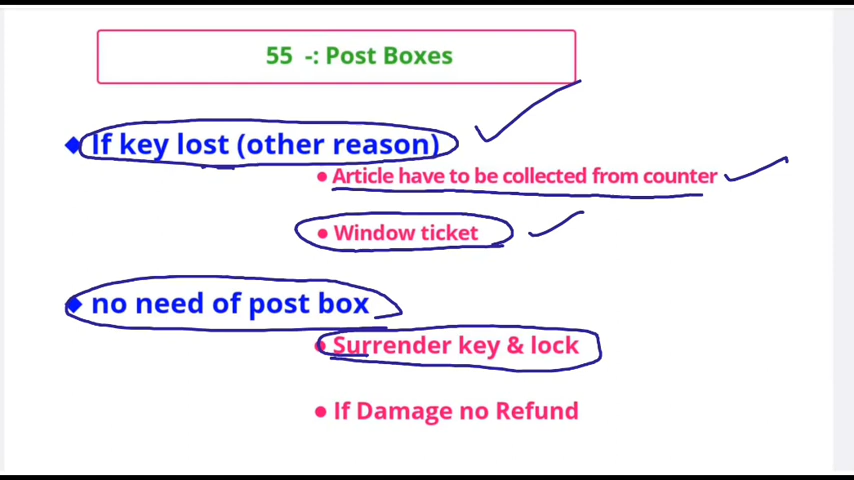 55 -: Post Boxes
◆ If key lost (other reason)
● Article have to be collected from counter
● Window ticket
◆ no need of post box
● Surrender key & lock
● If Damage no Refund